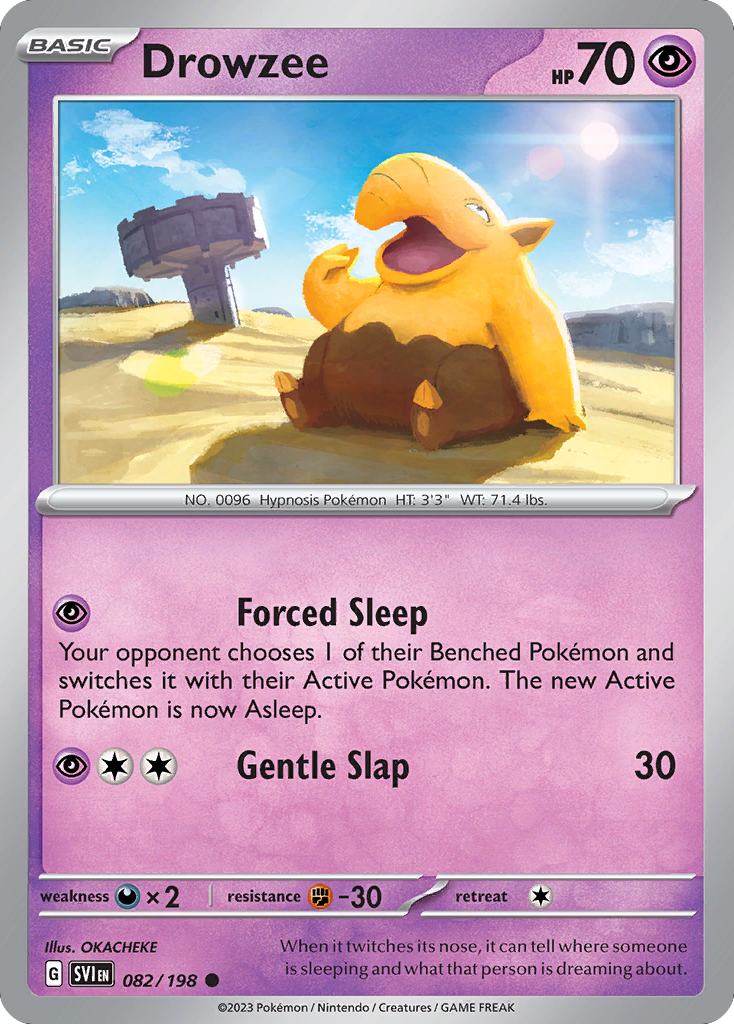 BASIC
Drowzee
HP 70
NO. 0096 Hypnosis Pokémon HT: 3'3" WT: 71.4 lbs.
Forced Sleep
Your opponent chooses 1 of their Benched Pokémon and
switches it with their Active Pokémon. The new Active
Pokémon is now Asleep.
Gentle Slap 30
weakness ×2 resistance -30 retreat
Illus. OKACHEKE
When it twitches its nose, it can tell where someone
is sleeping and what that person is dreaming about.
G SVI EN 082/198
©2023 Pokémon / Nintendo / Creatures / GAME FREAK